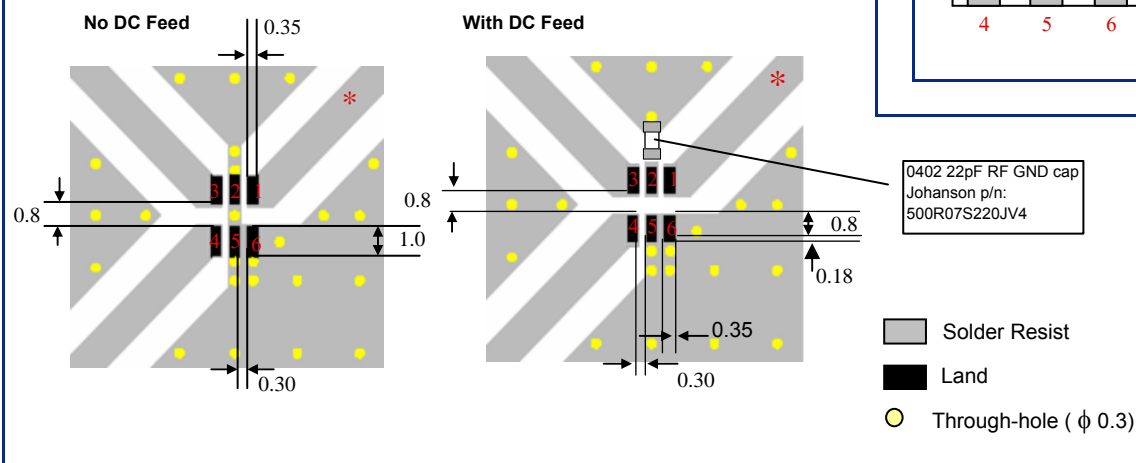 No DC Feed
0.35
With DC Feed
4 5 6
*
*
3 2 1
3 2 1
0402 22pF RF GND cap
Johanson p/n:
500R07S220JV4
0.8
4 5 6
1.0
4 5 6
0.8
0.18
0.35
0.30
0.30
Solder Resist
Land
Through-hole ( ϕ 0.3)